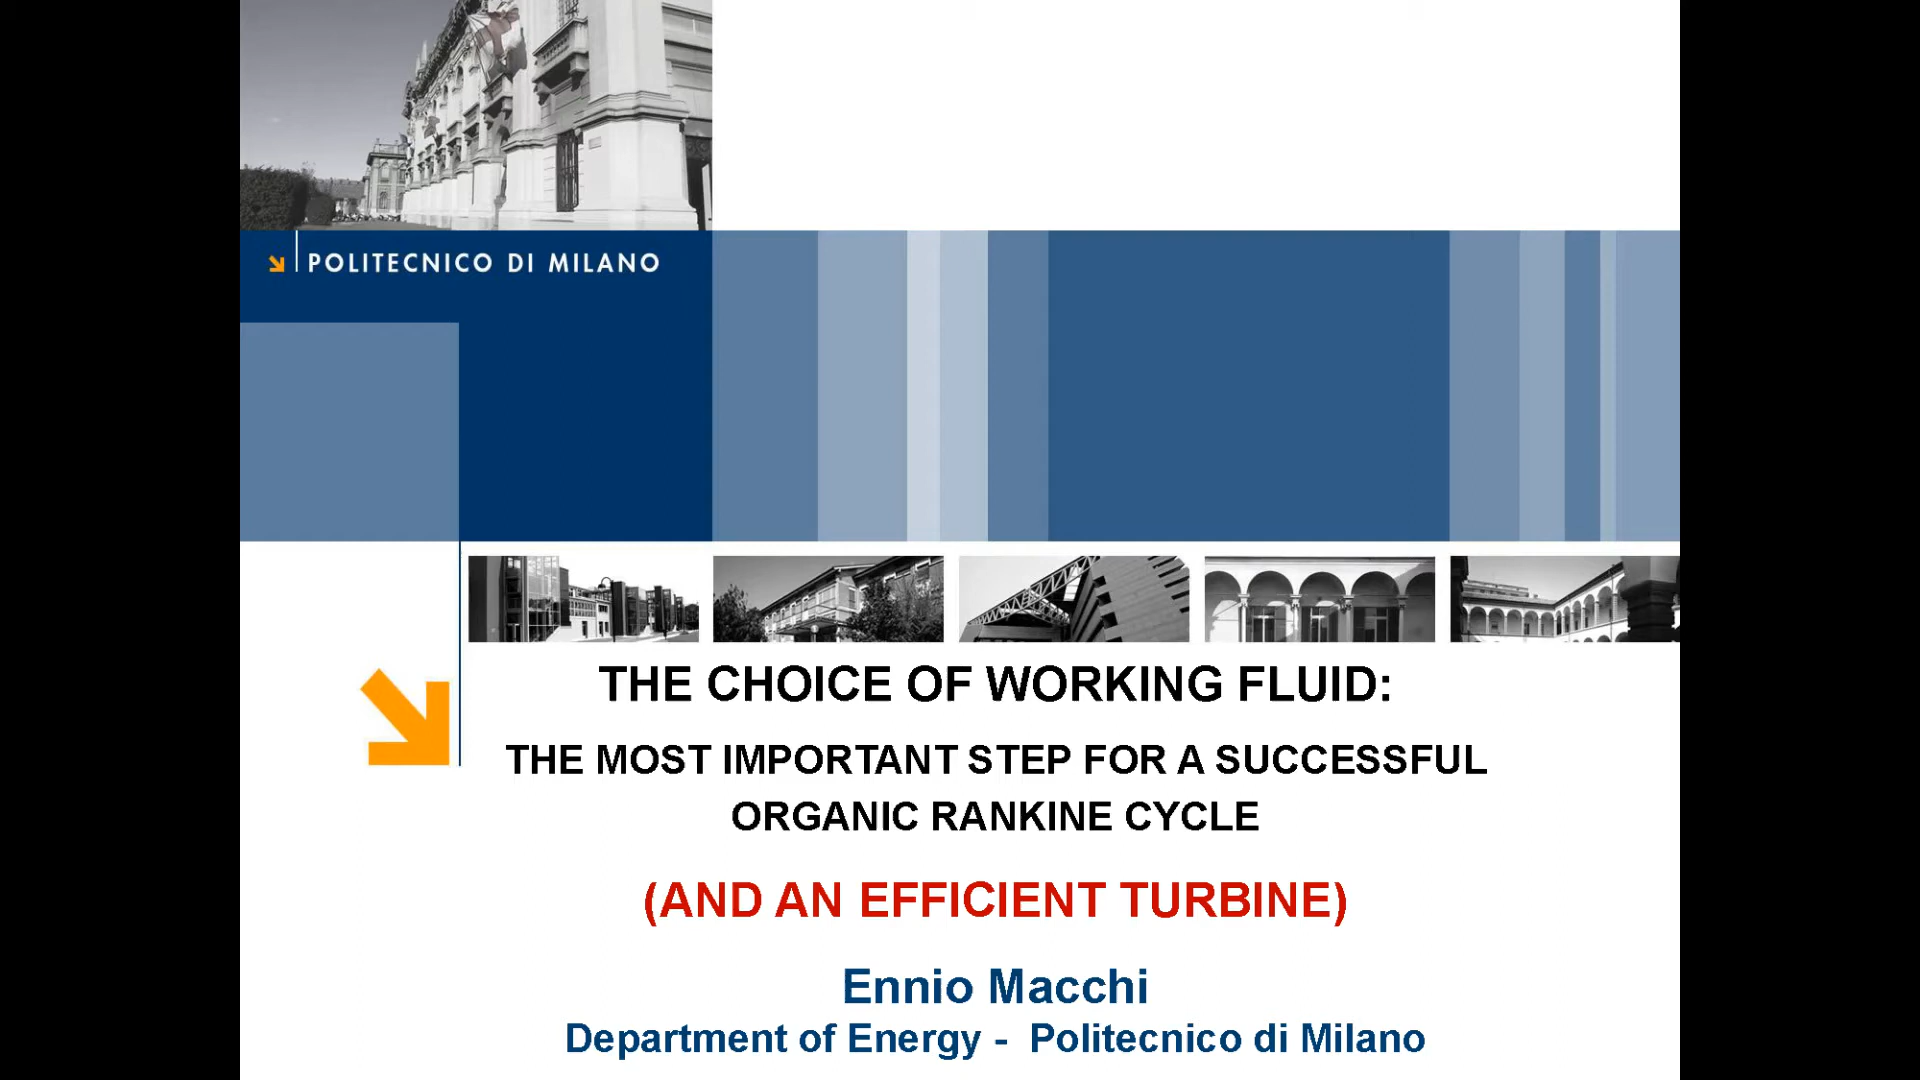 POLITECNICO DI MILANO
THE CHOICE OF WORKING FLUID:
THE MOST IMPORTANT STEP FOR A SUCCESSFUL
ORGANIC RANKINE CYCLE
(AND AN EFFICIENT TURBINE)
Ennio Macchi
Department of Energy - Politecnico di Milano